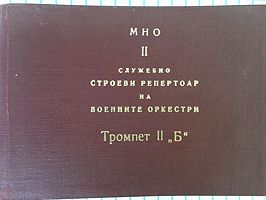 МНО
II
СЛУЖЕБНО
СТРОЕВИ РЕПЕРТОАР
НА
ВОЕННИТЕ ОРКЕСТРИ
Тромпет II „Б“